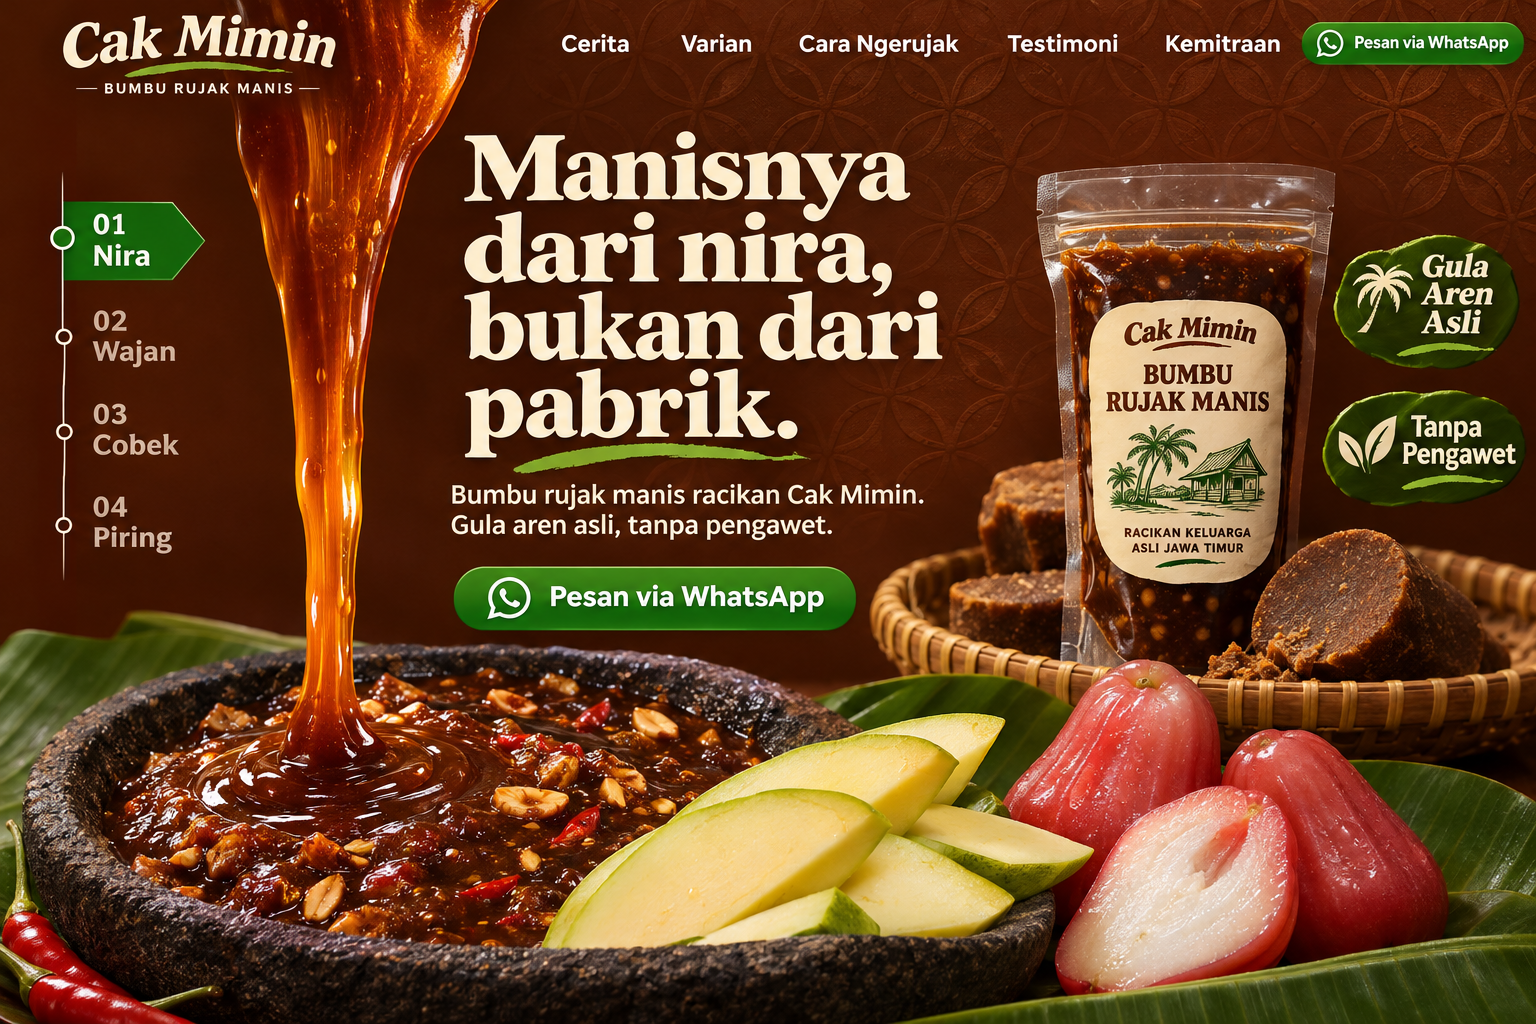 Cak Mimin
BUMBU RUJAK MANIS
Cerita
Varian
Cara Ngerujak
Testimoni
Kemitraan
Pesan via WhatsApp
01
Nira
02
Wajan
03
Cobek
04
Piring
Manisnya
dari nira,
bukan dari
pabrik.
Bumbu rujak manis racikan Cak Mimin.
Gula aren asli, tanpa pengawet.
Pesan via WhatsApp
Cak Mimin
BUMBU
RUJAK MANIS
RACIKAN KELUARGA
ASLI JAWA TIMUR
Gula
Aren
Asli
Tanpa
Pengawet